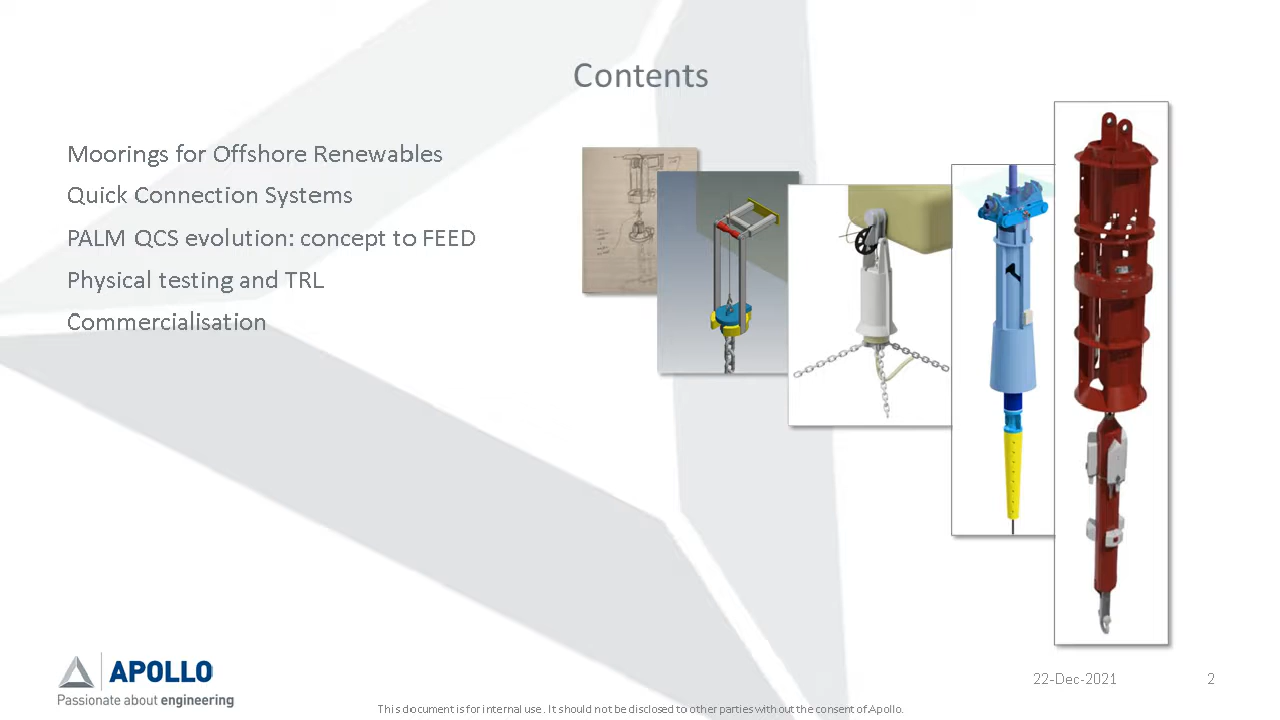 Contents
Moorings for Offshore Renewables
Quick Connection Systems
PALM QCS evolution: concept to FEED
Physical testing and TRL
Commercialisation
APOLLO
Passionate about engineering
22-Dec-2021
2
This document is for internal use. It should not be disclosed to other parties without the consent of Apollo.